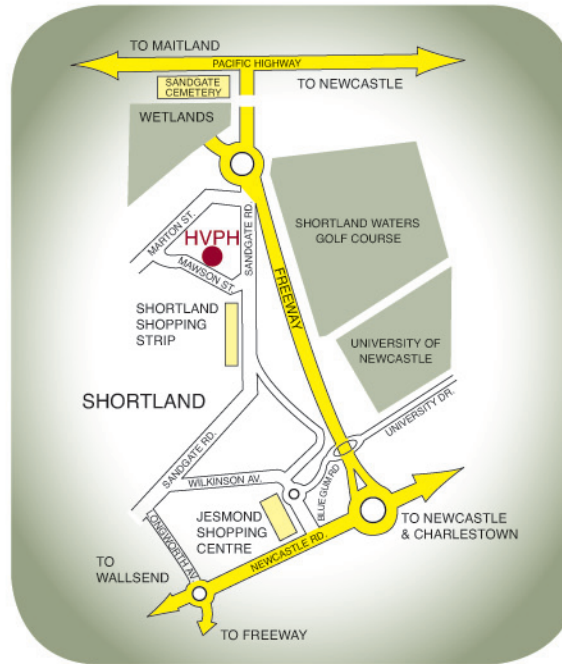 TO MAITLAND
PACIFIC HIGHWAY
TO NEWCASTLE
SANDGATE
CEMETERY
WETLANDS
MARTON ST.
HVPH
SANDGATE RD.
MAWSON ST.
SHORTLAND WATERS
GOLF COURSE
FREEWAY
SHORTLAND
SHOPPING
STRIP
UNIVERSITY OF
NEWCASTLE
UNIVERSITY DR.
SHORTLAND
SANDGATE RD.
WILKINSON AV.
BLUE GUM RD
JESMOND
SHOPPING
CENTRE
LONGWORTH AV.
NEWCASTLE RD.
TO NEWCASTLE
& CHARLESTOWN
TO
WALLSEND
TO FREEWAY